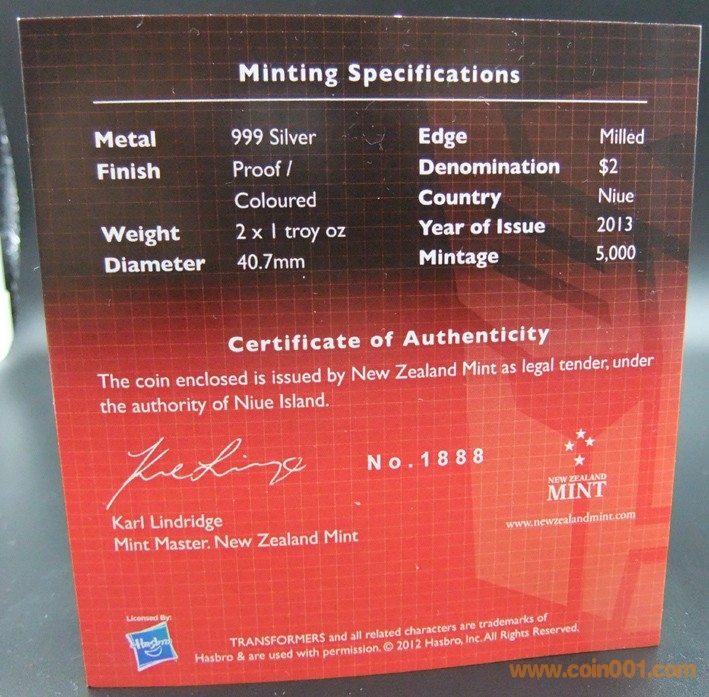 Minting Specifications
Metal 999 Silver Edge Milled
Finish Proof / Denomination $2
Coloured Country Niue
Weight 2 x 1 troy oz Year of Issue 2013
Diameter 40.7mm Mintage 5,000
Certificate of Authenticity
The coin enclosed is issued by New Zealand Mint as legal tender, under
the authority of Niue Island.
No.1888
NEW ZEALAND
MINT
www.newzealandmint.com
Karl Lindridge
Mint Master. New Zealand Mint
Licensed By:
Hasbro
TRANSFORMERS and all related characters are trademarks of
Hasbro & are used with permission. © 2012 Hasbro, Inc. All Rights Reserved.
www.coin001.com